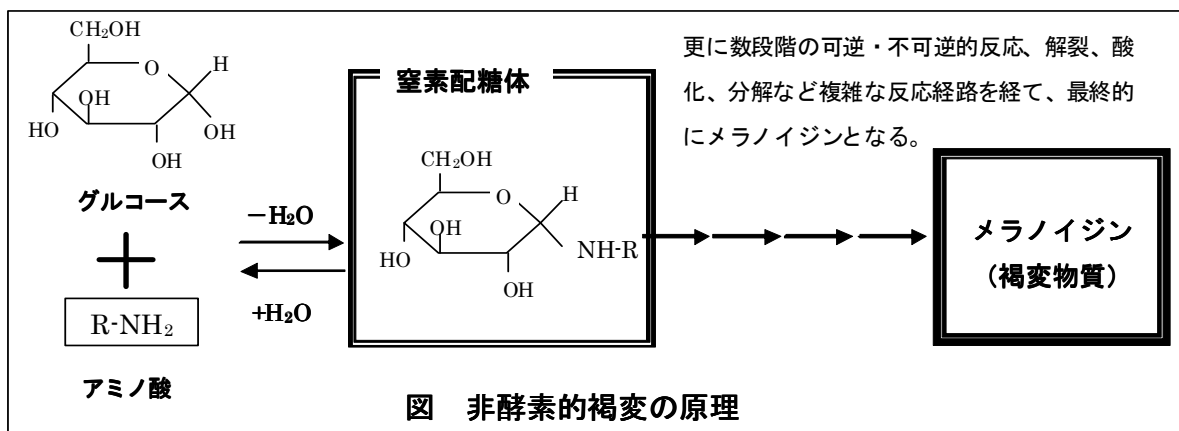 CH₂OH
O
H
OH
HO
OH
OH
グルコース
R-NH₂
アミノ酸
－H₂O
+H₂O
窒素配糖体
CH₂OH
O
H
OH
HO
NH-R
OH
更に数段階の可逆・不可逆的反応、解裂、酸
化、分解など複雑な反応経路を経て、最終的
にメラノイジンとなる。
メラノイジン
（褐変物質）
図　非酵素的褐変の原理